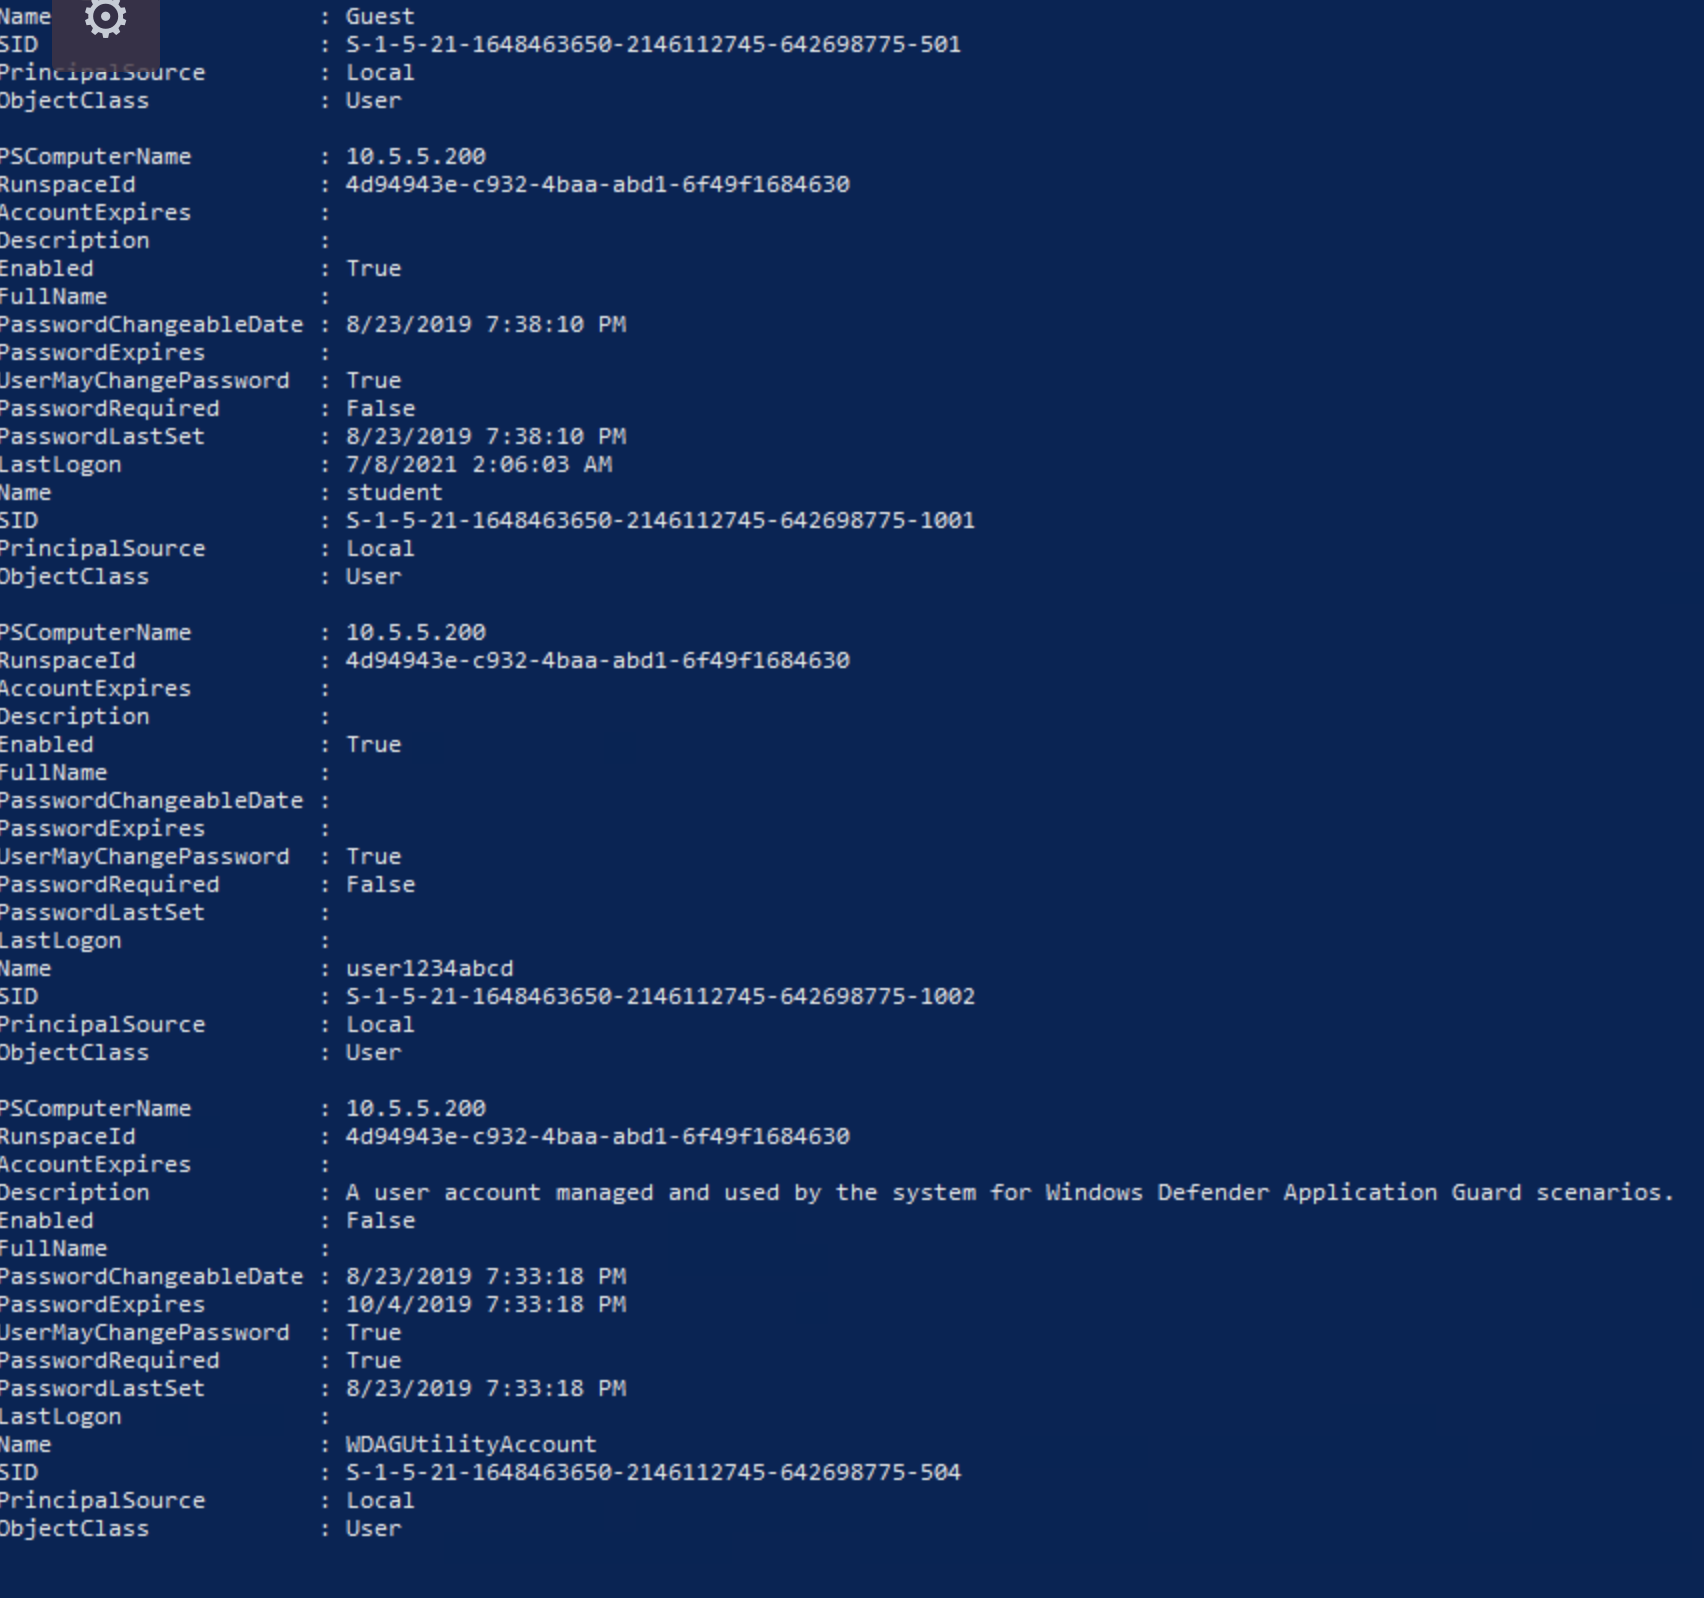 Name : Guest
SID : S-1-5-21-1648463650-2146112745-642698775-501
PrincipalSource : Local
ObjectClass : User
PSComputerName : 10.5.5.200
RunspaceId : 4d94943e-c932-4baa-abd1-6f49f1684630
AccountExpires :
Description :
Enabled : True
FullName :
PasswordChangeableDate : 8/23/2019 7:38:10 PM
PasswordExpires :
UserMayChangePassword : True
PasswordRequired : False
PasswordLastSet : 8/23/2019 7:38:10 PM
LastLogon : 7/8/2021 2:06:03 AM
Name : student
SID : S-1-5-21-1648463650-2146112745-642698775-1001
PrincipalSource : Local
ObjectClass : User
PSComputerName : 10.5.5.200
RunspaceId : 4d94943e-c932-4baa-abd1-6f49f1684630
AccountExpires :
Description :
Enabled : True
FullName :
PasswordChangeableDate :
PasswordExpires :
UserMayChangePassword : True
PasswordRequired : False
PasswordLastSet :
LastLogon :
Name : user1234abcd
SID : S-1-5-21-1648463650-2146112745-642698775-1002
PrincipalSource : Local
ObjectClass : User
PSComputerName : 10.5.5.200
RunspaceId : 4d94943e-c932-4baa-abd1-6f49f1684630
AccountExpires :
Description : A user account managed and used by the system for Windows Defender Application Guard scenarios.
Enabled : False
FullName :
PasswordChangeableDate : 8/23/2019 7:33:18 PM
PasswordExpires : 10/4/2019 7:33:18 PM
UserMayChangePassword : True
PasswordRequired : True
PasswordLastSet : 8/23/2019 7:33:18 PM
LastLogon :
Name : WDAGUtilityAccount
SID : S-1-5-21-1648463650-2146112745-642698775-504
PrincipalSource : Local
ObjectClass : User